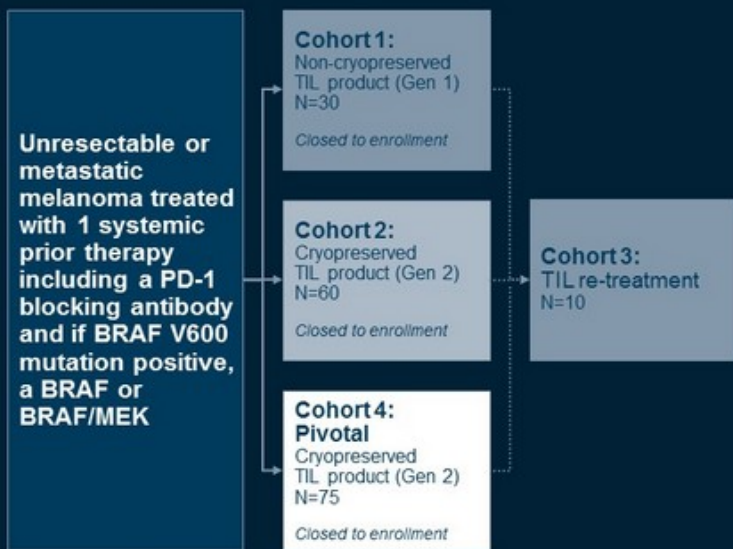 Unresectable or
metastatic
melanoma treated
with 1 systemic
prior therapy
including a PD-1
blocking antibody
and if BRAF V600
mutation positive,
a BRAF or
BRAF/MEK
Cohort 1:
Non-cryopreserved
TIL product (Gen 1)
N=30
Closed to enrollment
Cohort 2:
Cryopreserved
TIL product (Gen 2)
N=60
Closed to enrollment
Cohort 4:
Pivotal
Cryopreserved
TIL product (Gen 2)
N=75
Closed to enrollment
Cohort 3:
TIL re-treatment
N=10